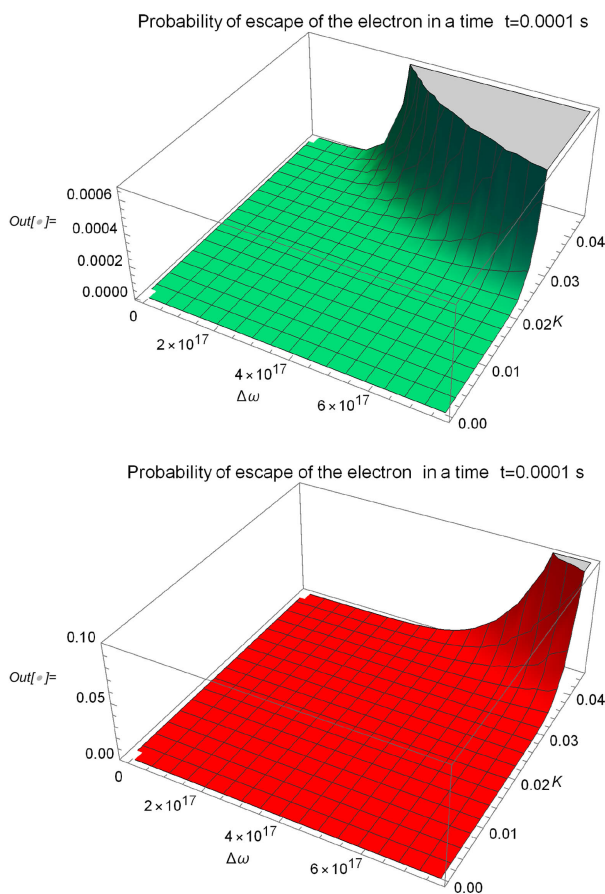 Probability of escape of the electron in a time t=0.0001 s
0.0006
Out[∘]=
0.0004
0.0002
0.0000
0
2×10^17
4×10^17
Δω
6×10^17
0.04
0.03
0.02 K
0.01
0.00
Probability of escape of the electron in a time t=0.0001 s
0.10
Out[∘]=
0.05
0.00
0
2×10^17
4×10^17
Δω
6×10^17
0.04
0.03
0.02 K
0.01
0.00